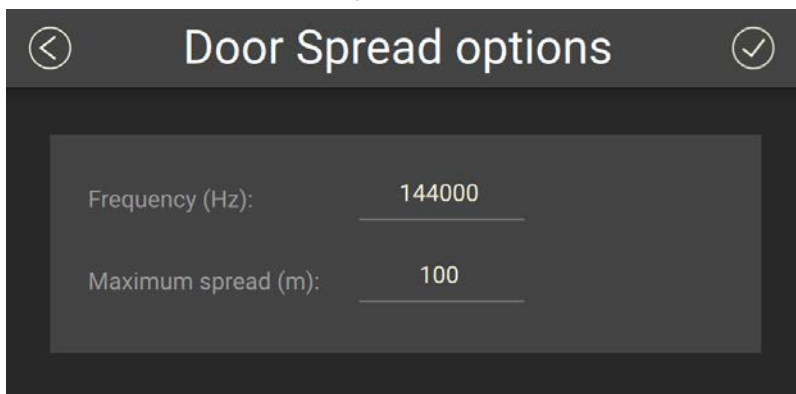 Door Spread options
Frequency (Hz): 144000
Maximum spread (m): 100